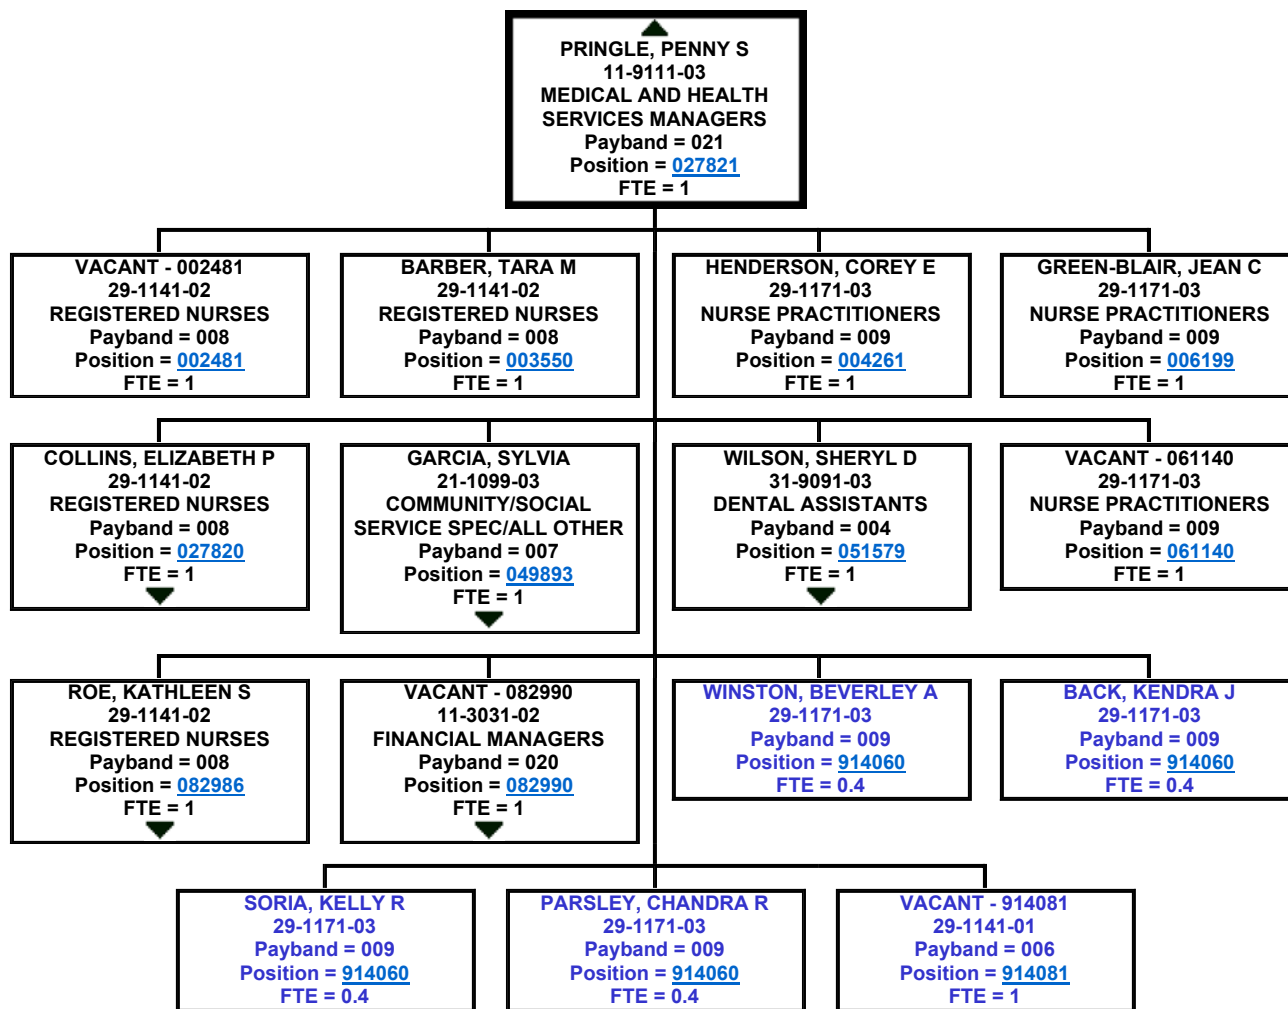 PRINGLE, PENNY S
11-9111-03
MEDICAL AND HEALTH
SERVICES MANAGERS
Payband = 021
Position = 027821
FTE = 1
VACANT - 002481
29-1141-02
REGISTERED NURSES
Payband = 008
Position = 002481
FTE = 1
BARBER, TARA M
29-1141-02
REGISTERED NURSES
Payband = 008
Position = 003550
FTE = 1
HENDERSON, COREY E
29-1171-03
NURSE PRACTITIONERS
Payband = 009
Position = 004261
FTE = 1
GREEN-BLAIR, JEAN C
29-1171-03
NURSE PRACTITIONERS
Payband = 009
Position = 006199
FTE = 1
COLLINS, ELIZABETH P
29-1141-02
REGISTERED NURSES
Payband = 008
Position = 027820
FTE = 1
GARCIA, SYLVIA
21-1099-03
COMMUNITY/SOCIAL
SERVICE SPEC/ALL OTHER
Payband = 007
Position = 049893
FTE = 1
WILSON, SHERYL D
31-9091-03
DENTAL ASSISTANTS
Payband = 004
Position = 051579
FTE = 1
VACANT - 061140
29-1171-03
NURSE PRACTITIONERS
Payband = 009
Position = 061140
FTE = 1
ROE, KATHLEEN S
29-1141-02
REGISTERED NURSES
Payband = 008
Position = 082986
FTE = 1
VACANT - 082990
11-3031-02
FINANCIAL MANAGERS
Payband = 020
Position = 082990
FTE = 1
WINSTON, BEVERLEY A
29-1171-03
Payband = 009
Position = 914060
FTE = 0.4
BACK, KENDRA J
29-1171-03
Payband = 009
Position = 914060
FTE = 0.4
SORIA, KELLY R
29-1171-03
Payband = 009
Position = 914060
FTE = 0.4
PARSLEY, CHANDRA R
29-1171-03
Payband = 009
Position = 914060
FTE = 0.4
VACANT - 914081
29-1141-01
Payband = 006
Position = 914081
FTE = 1